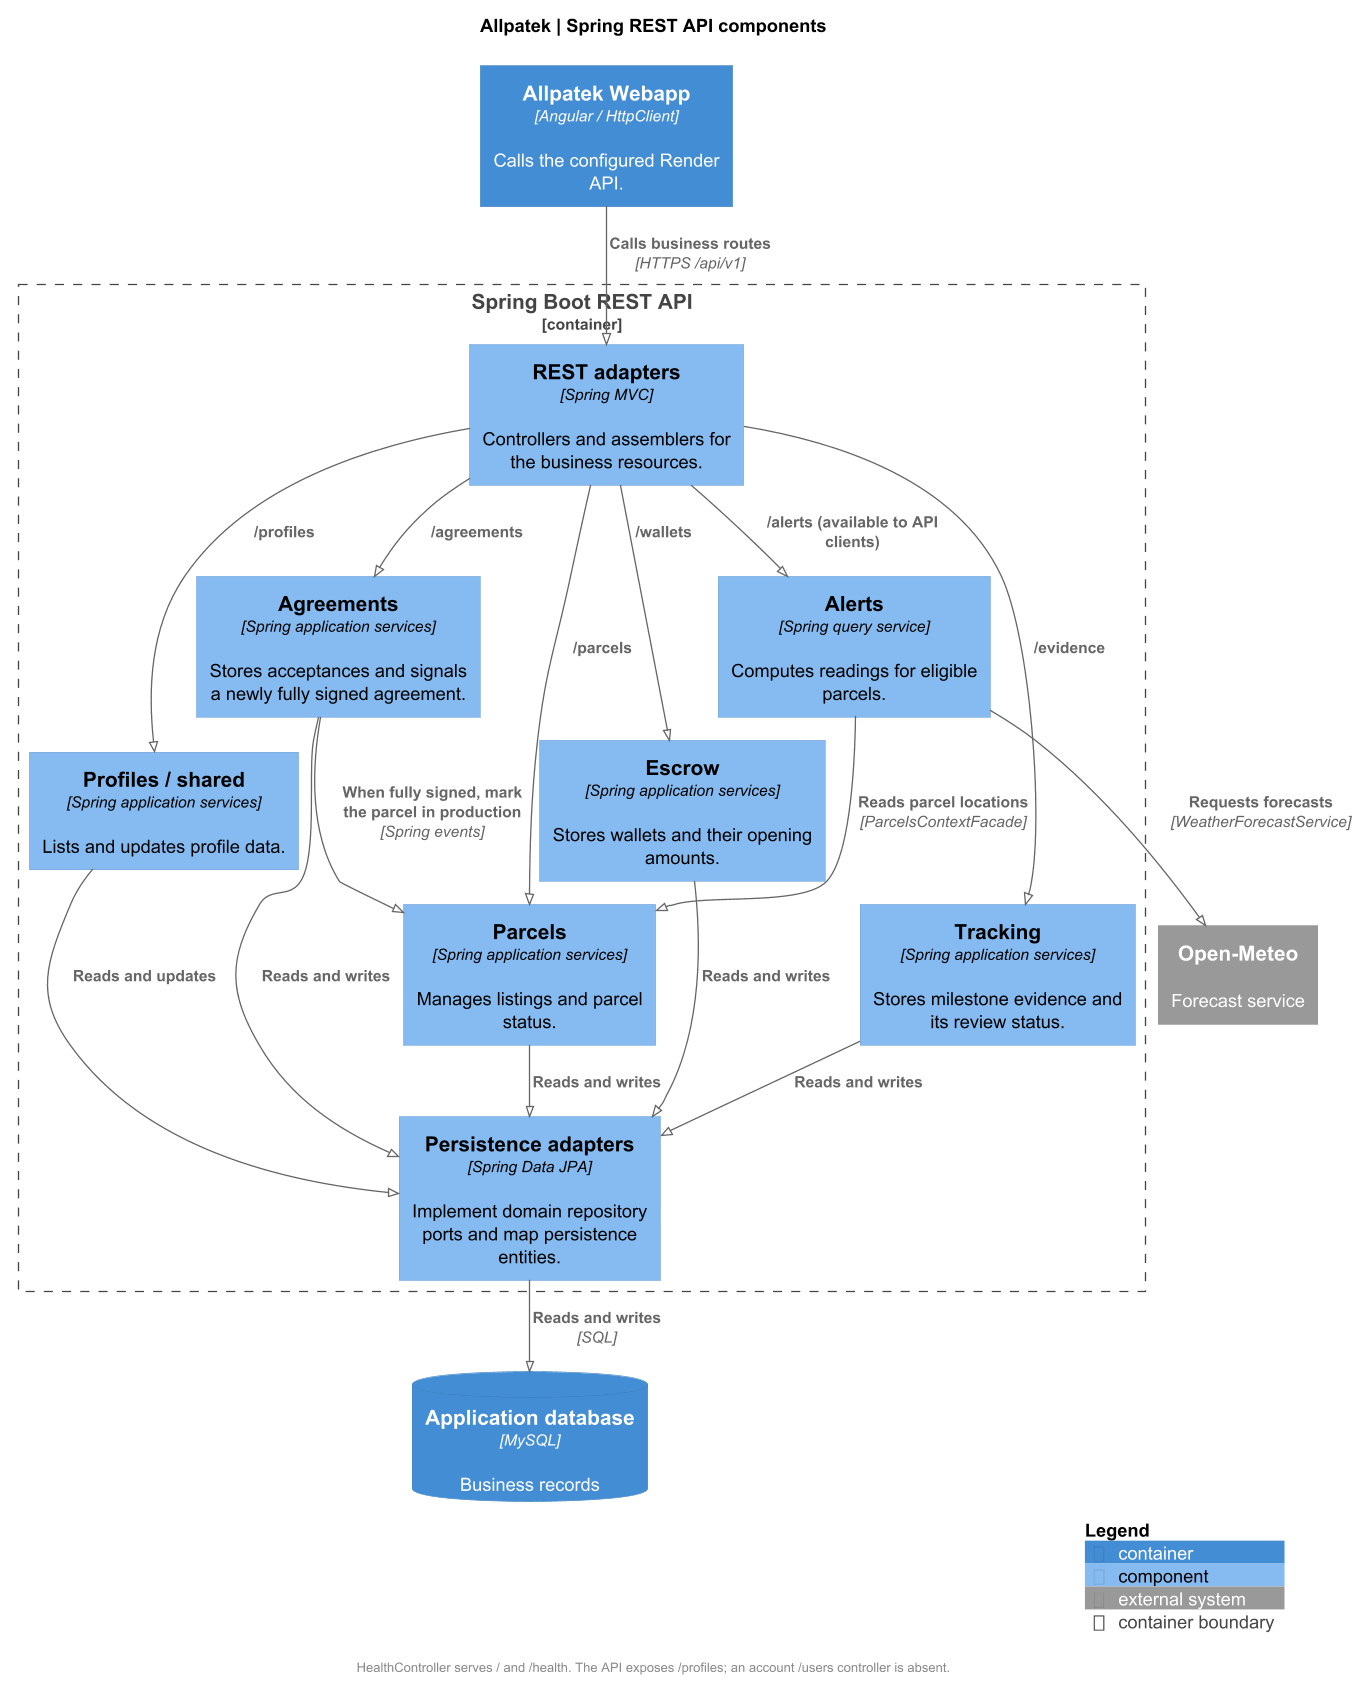 Allpatek | Spring REST API components
Allpatek Webapp
[Angular / HttpClient]
Calls the configured Render
API.
Calls business routes
[HTTPS /api/v1]
Spring Boot REST API
[container]
REST adapters
[Spring MVC]
Controllers and assemblers for
the business resources.
/profiles
/agreements
/parcels
/wallets
/alerts (available to API
clients)
/evidence
Agreements
[Spring application services]
Stores acceptances and signals
a newly fully signed agreement.
Alerts
[Spring query service]
Computes readings for eligible
parcels.
Profiles / shared
[Spring application services]
Lists and updates profile data.
When fully signed, mark
the parcel in production
[Spring events]
Escrow
[Spring application services]
Stores wallets and their opening
amounts.
Reads parcel locations
[ParcelsContextFacade]
Requests forecasts
[WeatherForecastService]
Reads and updates
Reads and writes
Parcels
[Spring application services]
Manages listings and parcel
status.
Reads and writes
Tracking
[Spring application services]
Stores milestone evidence and
its review status.
Open-Meteo
Forecast service
Reads and writes
Reads and writes
Persistence adapters
[Spring Data JPA]
Implement domain repository
ports and map persistence
entities.
Reads and writes
[SQL]
Application database
[MySQL]
Business records
Legend
container
component
external system
container boundary
HealthController serves / and /health. The API exposes /profiles; an account /users controller is absent.